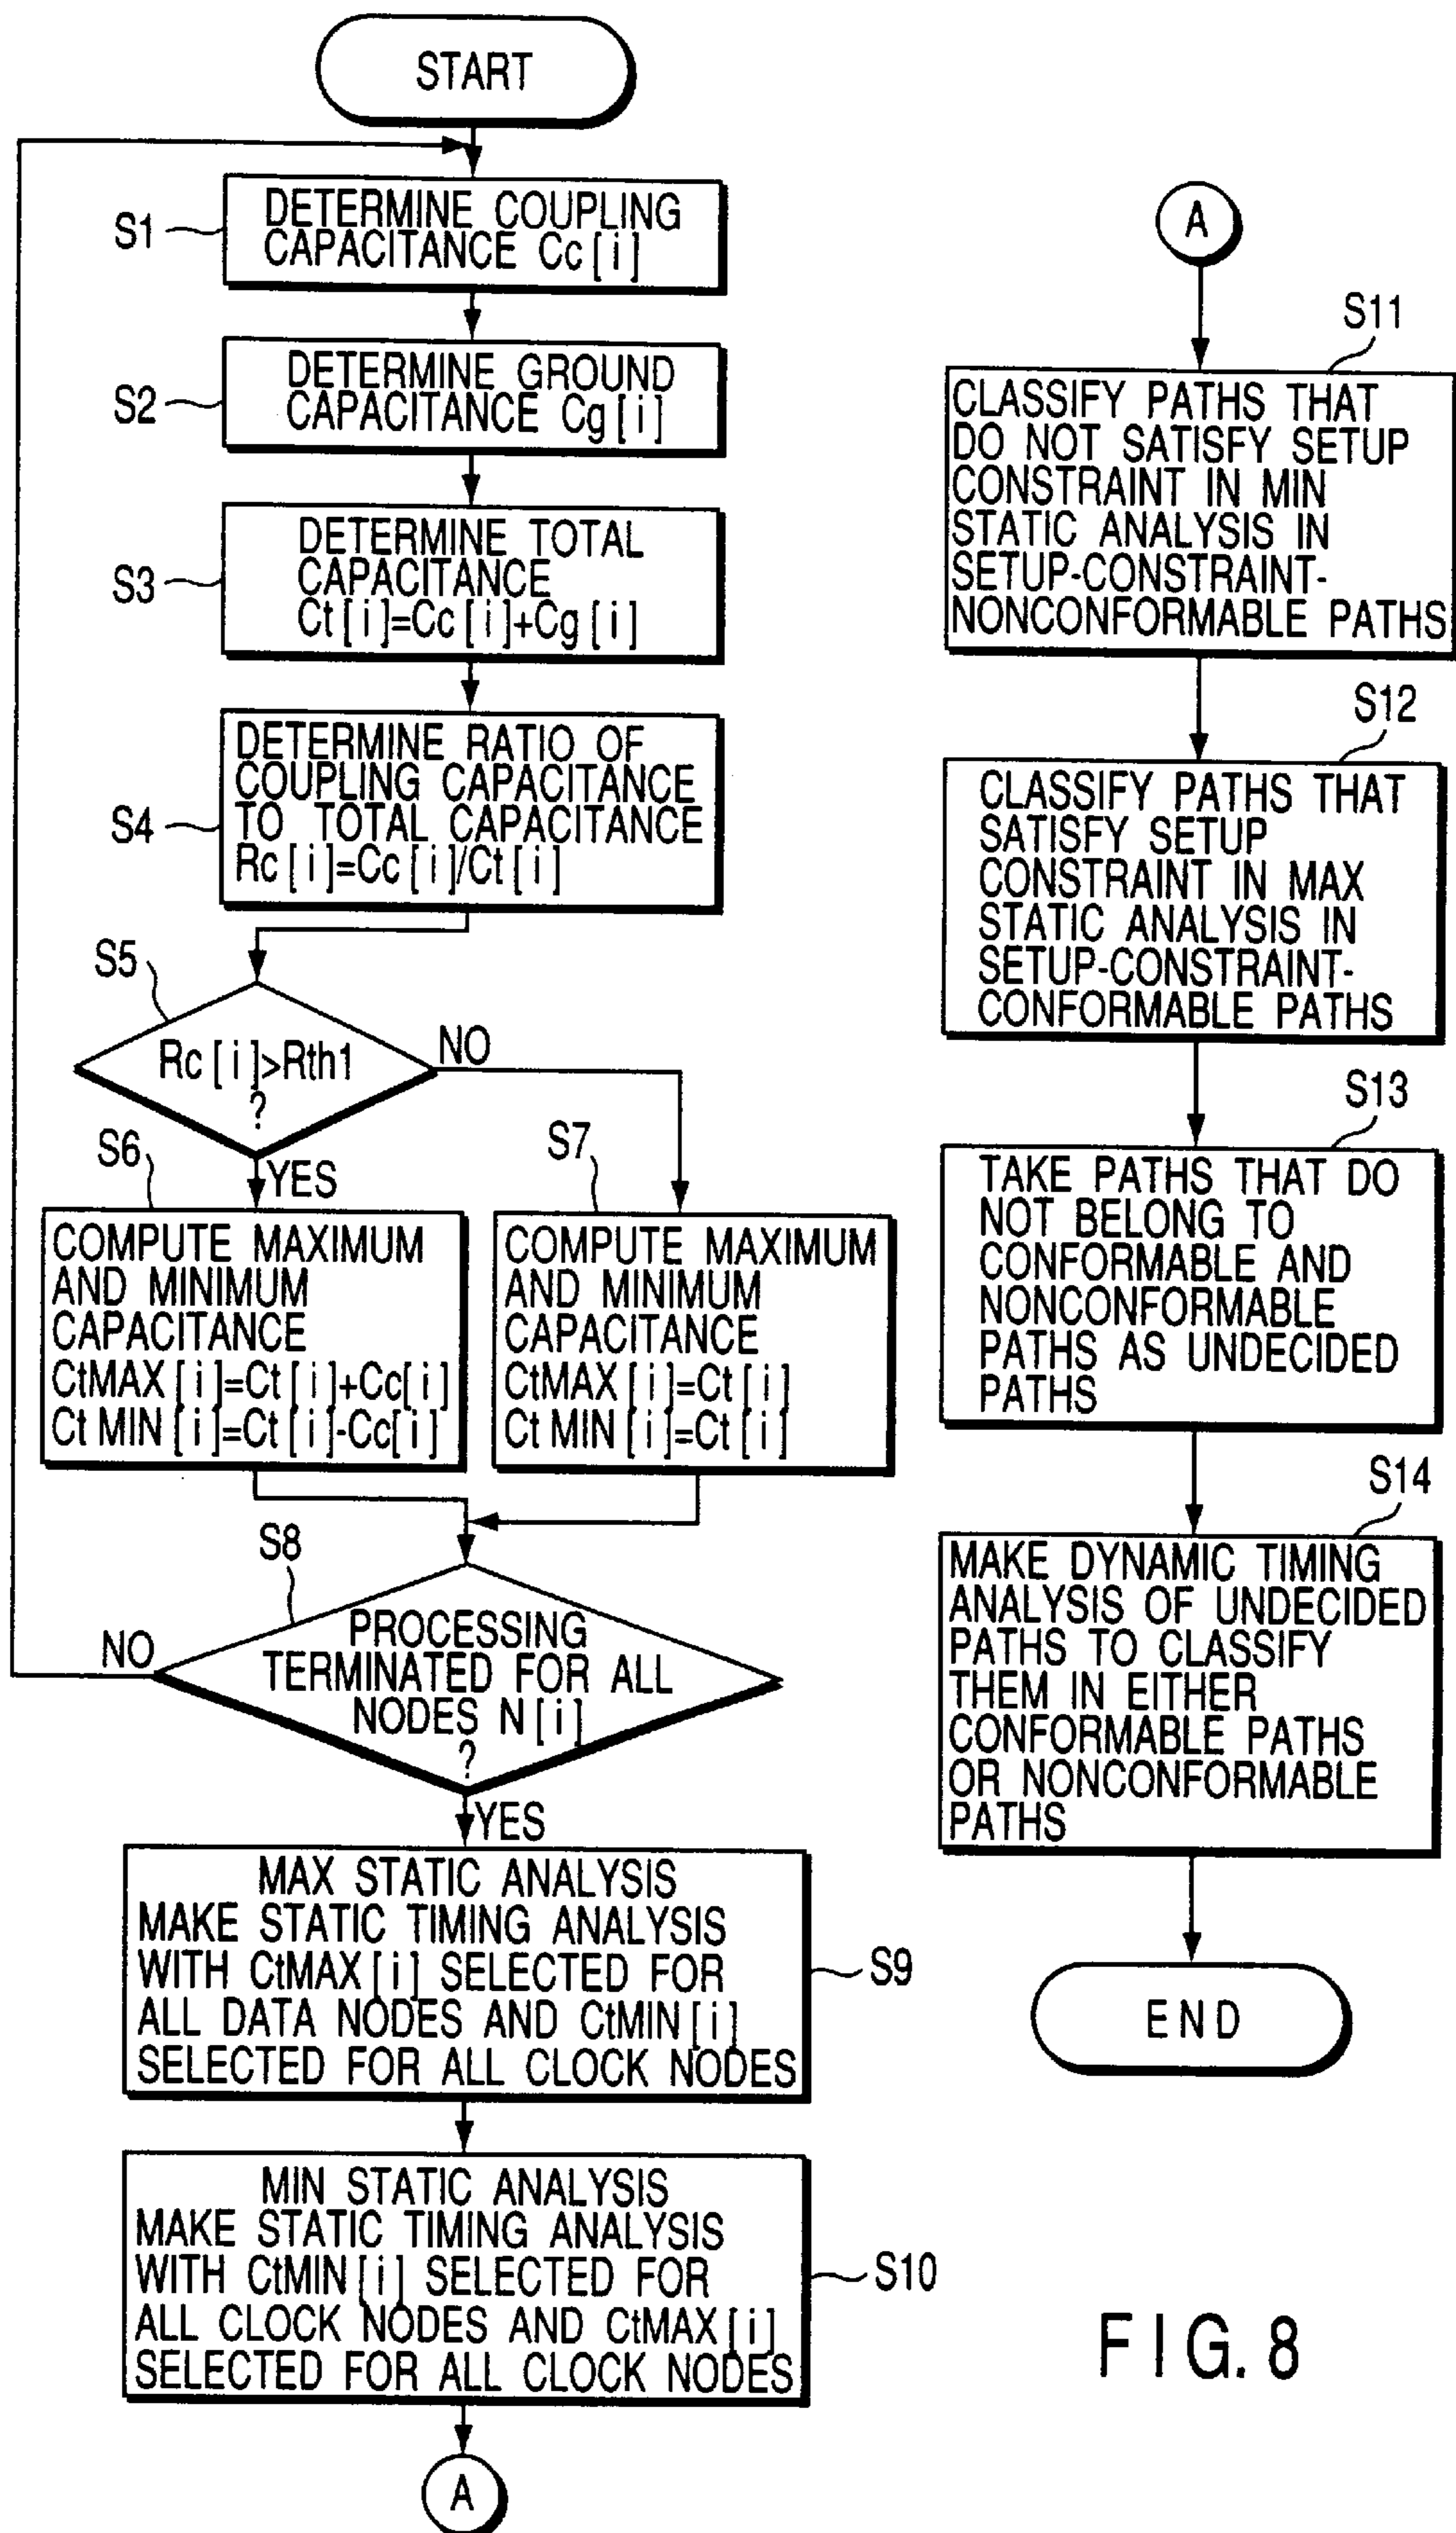 START
S1
DETERMINE COUPLING
CAPACITANCE Cc[i]
S2
DETERMINE GROUND
CAPACITANCE Cg[i]
S3
DETERMINE TOTAL
CAPACITANCE
Ct[i]=Cc[i]+Cg[i]
S4
DETERMINE RATIO OF
COUPLING CAPACITANCE
TO TOTAL CAPACITANCE
Rc[i]=Cc[i]/Ct[i]
S5
Rc[i]>Rth1
?
NO
YES
S6
COMPUTE MAXIMUM
AND MINIMUM
CAPACITANCE
CtMAX[i]=Ct[i]+Cc[i]
CtMIN[i]=Ct[i]-Cc[i]
S7
COMPUTE MAXIMUM
AND MINIMUM
CAPACITANCE
CtMAX[i]=Ct[i]
CtMIN[i]=Ct[i]
S8
PROCESSING
TERMINATED FOR ALL
NODES N[i]
?
NO
YES
MAX STATIC ANALYSIS
MAKE STATIC TIMING ANALYSIS
WITH CtMAX[i] SELECTED FOR
ALL DATA NODES AND CtMIN[i]
SELECTED FOR ALL CLOCK NODES
S9
MIN STATIC ANALYSIS
MAKE STATIC TIMING ANALYSIS
WITH CtMIN[i] SELECTED FOR
ALL CLOCK NODES AND CtMAX[i]
SELECTED FOR ALL CLOCK NODES
S10
A
A
S11
CLASSIFY PATHS THAT
DO NOT SATISFY SETUP
CONSTRAINT IN MIN
STATIC ANALYSIS IN
SETUP-CONSTRAINT-
NONCONFORMABLE PATHS
S12
CLASSIFY PATHS THAT
SATISFY SETUP
CONSTRAINT IN MAX
STATIC ANALYSIS IN
SETUP-CONSTRAINT-
CONFORMABLE PATHS
S13
TAKE PATHS THAT DO
NOT BELONG TO
CONFORMABLE AND
NONCONFORMABLE
PATHS AS UNDECIDED
PATHS
S14
MAKE DYNAMIC TIMING
ANALYSIS OF UNDECIDED
PATHS TO CLASSIFY
THEM IN EITHER
CONFORMABLE PATHS
OR NONCONFORMABLE
PATHS
END
FIG. 8